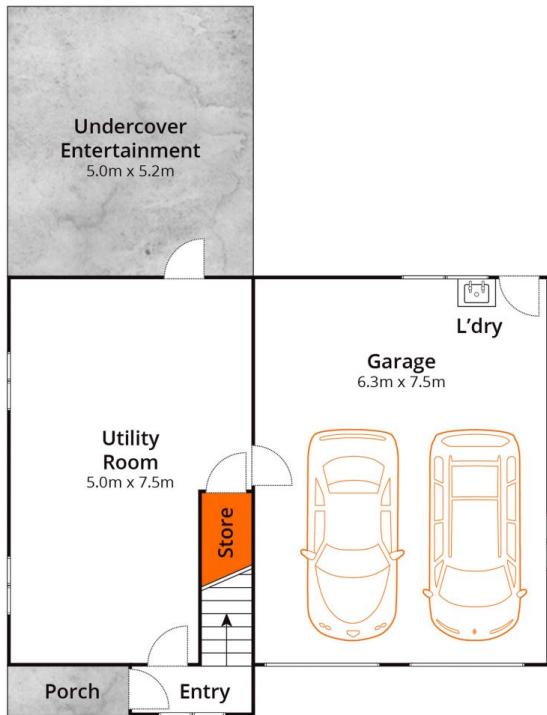 Undercover
Entertainment
5.0m x 5.2m
L'dry
Garage
6.3m x 7.5m
Utility
Room
5.0m x 7.5m
Store
Porch
Entry